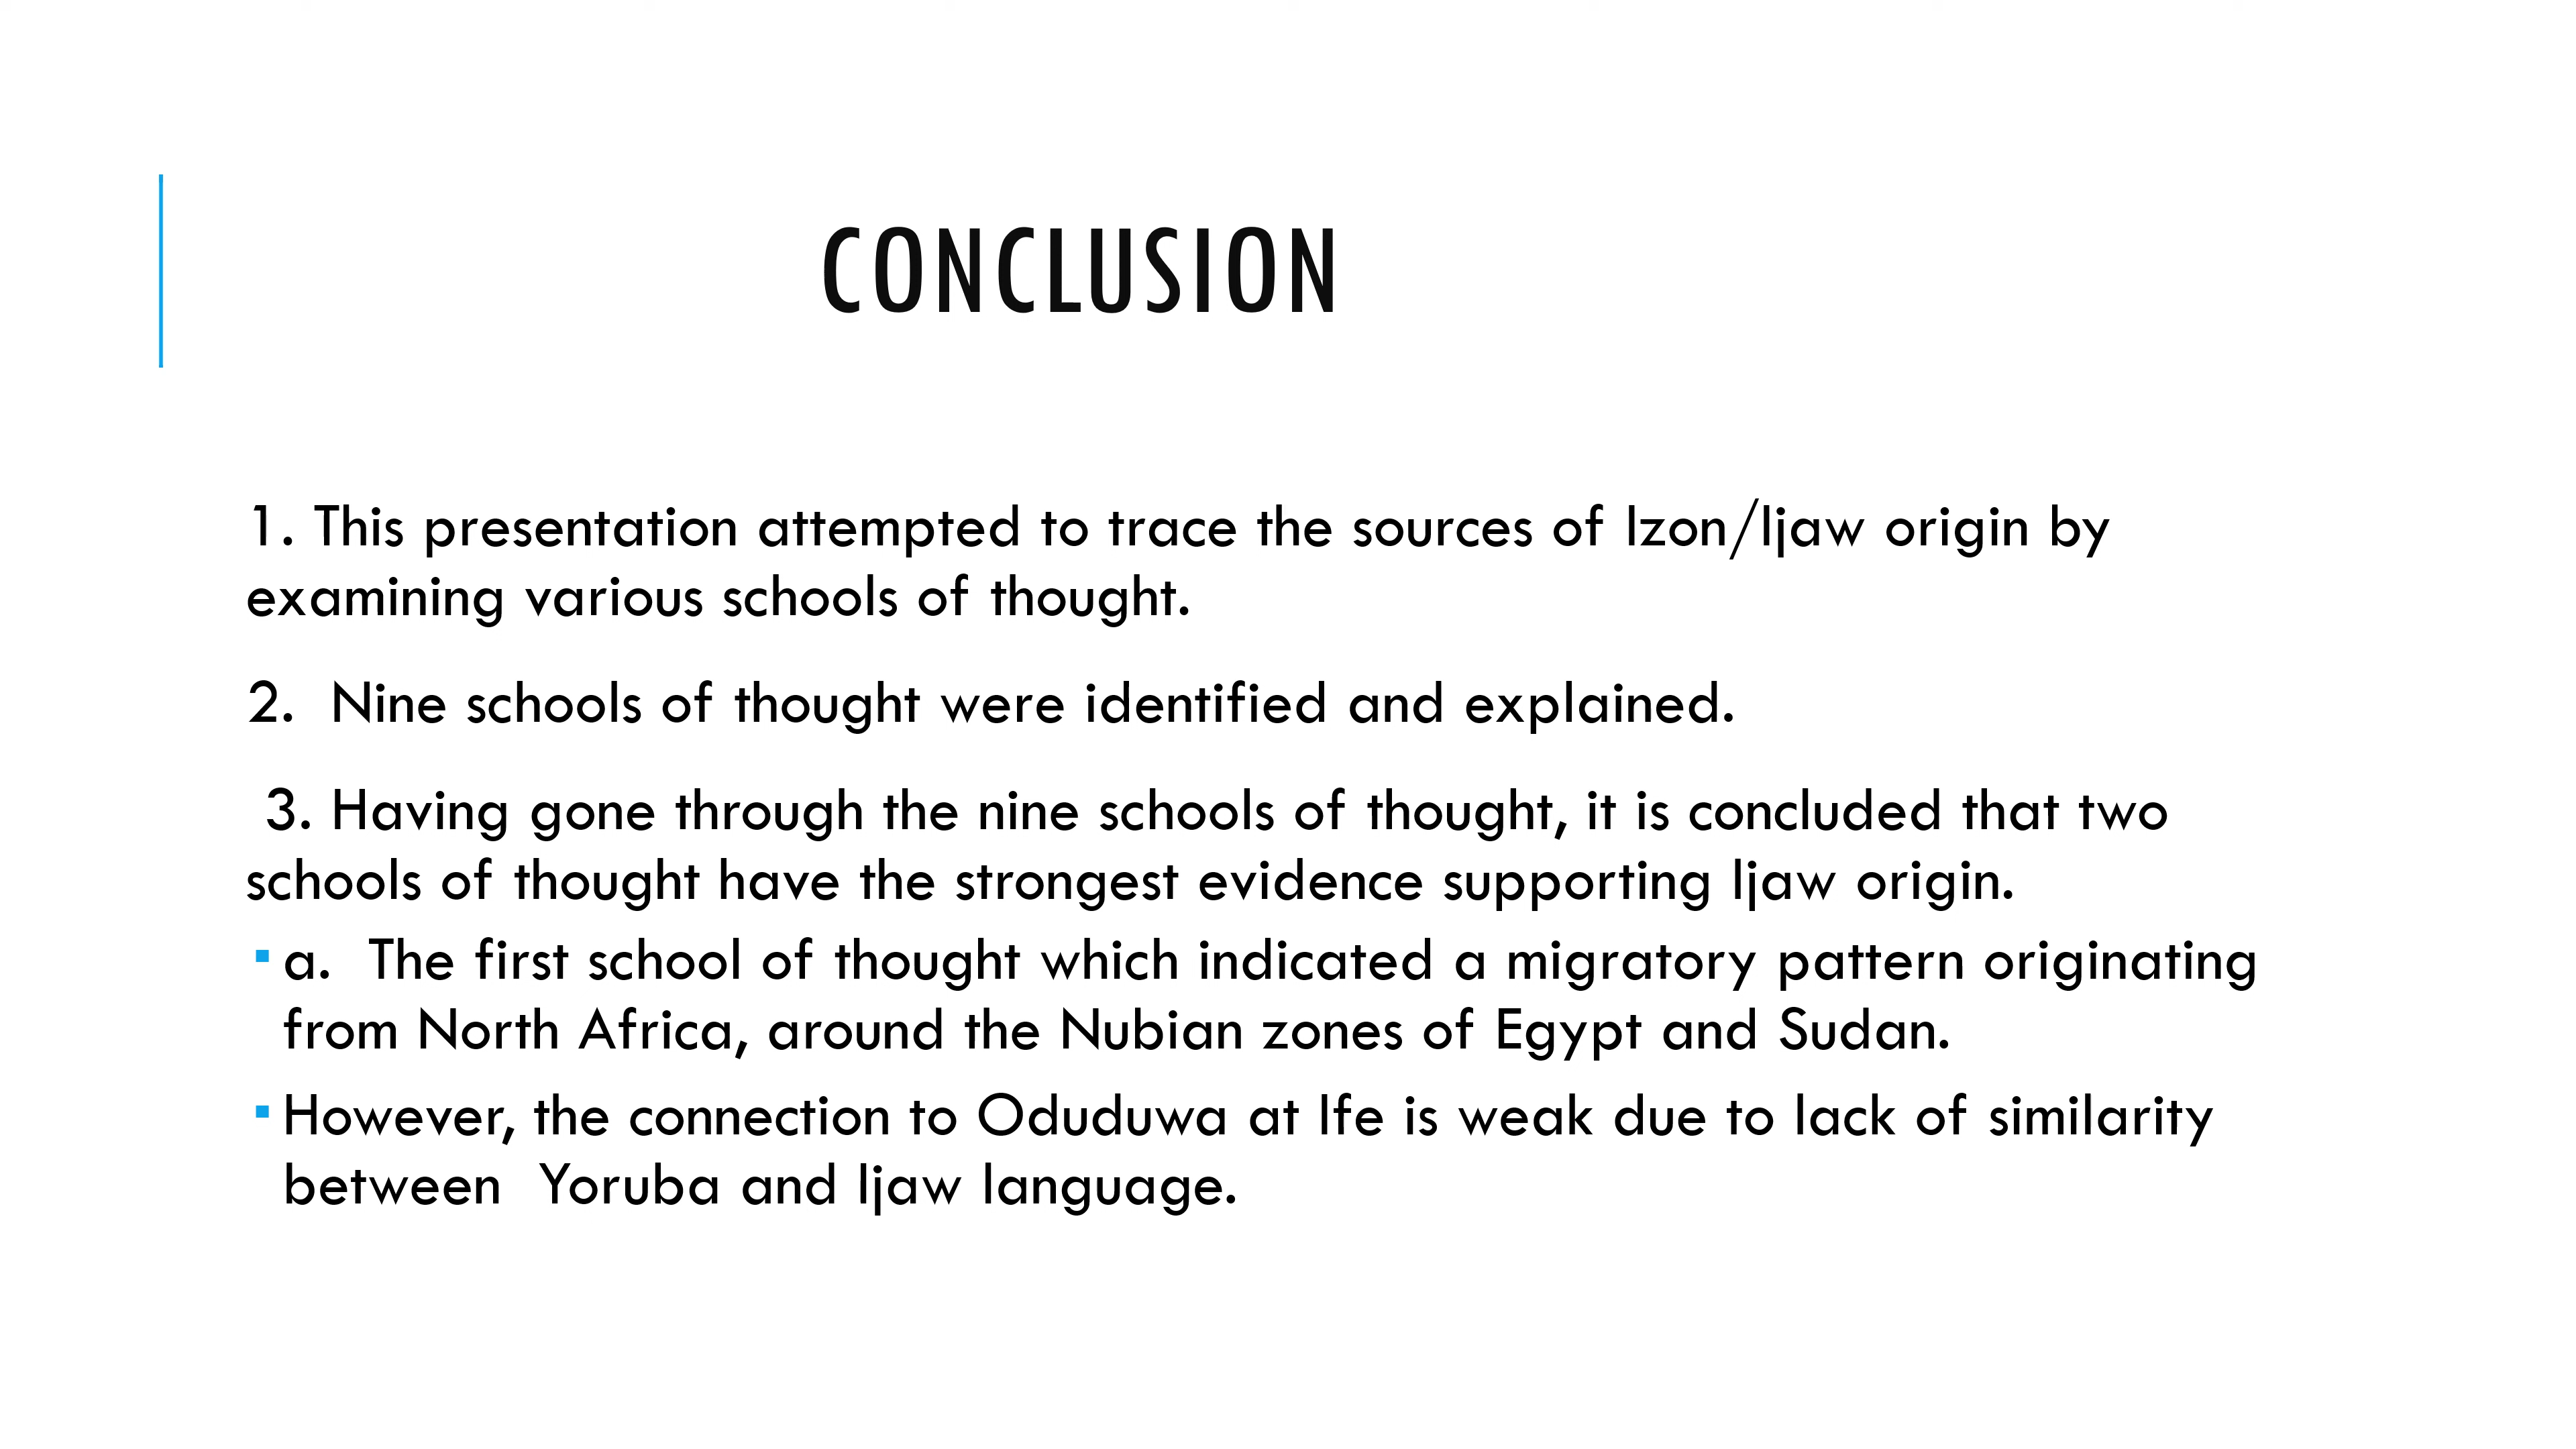 CONCLUSION
1. This presentation attempted to trace the sources of Izon/Ijaw origin by
examining various schools of thought.
2.  Nine schools of thought were identified and explained.
3. Having gone through the nine schools of thought, it is concluded that two
schools of thought have the strongest evidence supporting Ijaw origin.
▪ a.  The first school of thought which indicated a migratory pattern originating
from North Africa, around the Nubian zones of Egypt and Sudan.
▪ However, the connection to Oduduwa at Ife is weak due to lack of similarity
between  Yoruba and Ijaw language.